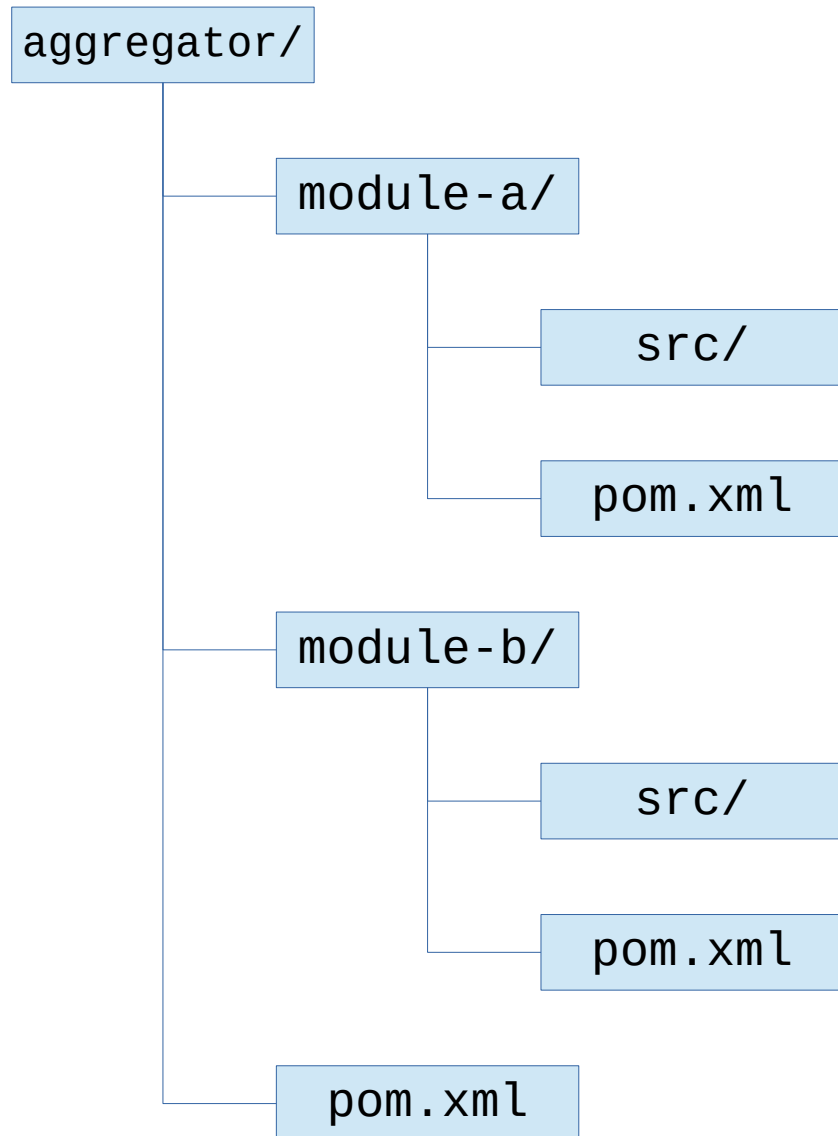 aggregator/
module-a/
src/
pom.xml
module-b/
src/
pom.xml
pom.xml